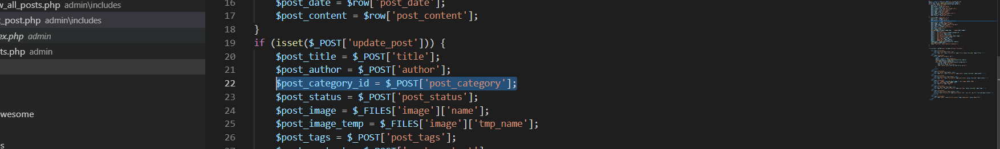 w_all_posts.php admin\includes
t_post.php admin\includes
ex.php admin
ts.php admin
wesome
es
16 $post_date = $row['post_date'];
17 $post_content = $row['post_content'];
18 }
19 if (isset($_POST['update_post'])) {
20 $post_title = $_POST['title'];
21 $post_author = $_POST['author'];
22 $post_category_id = $_POST['post_category'];
23 $post_status = $_POST['post_status'];
24 $post_image = $_FILES['image']['name'];
25 $post_image_temp = $_FILES['image']['tmp_name'];
26 $post_tags = $_POST['post_tags'];